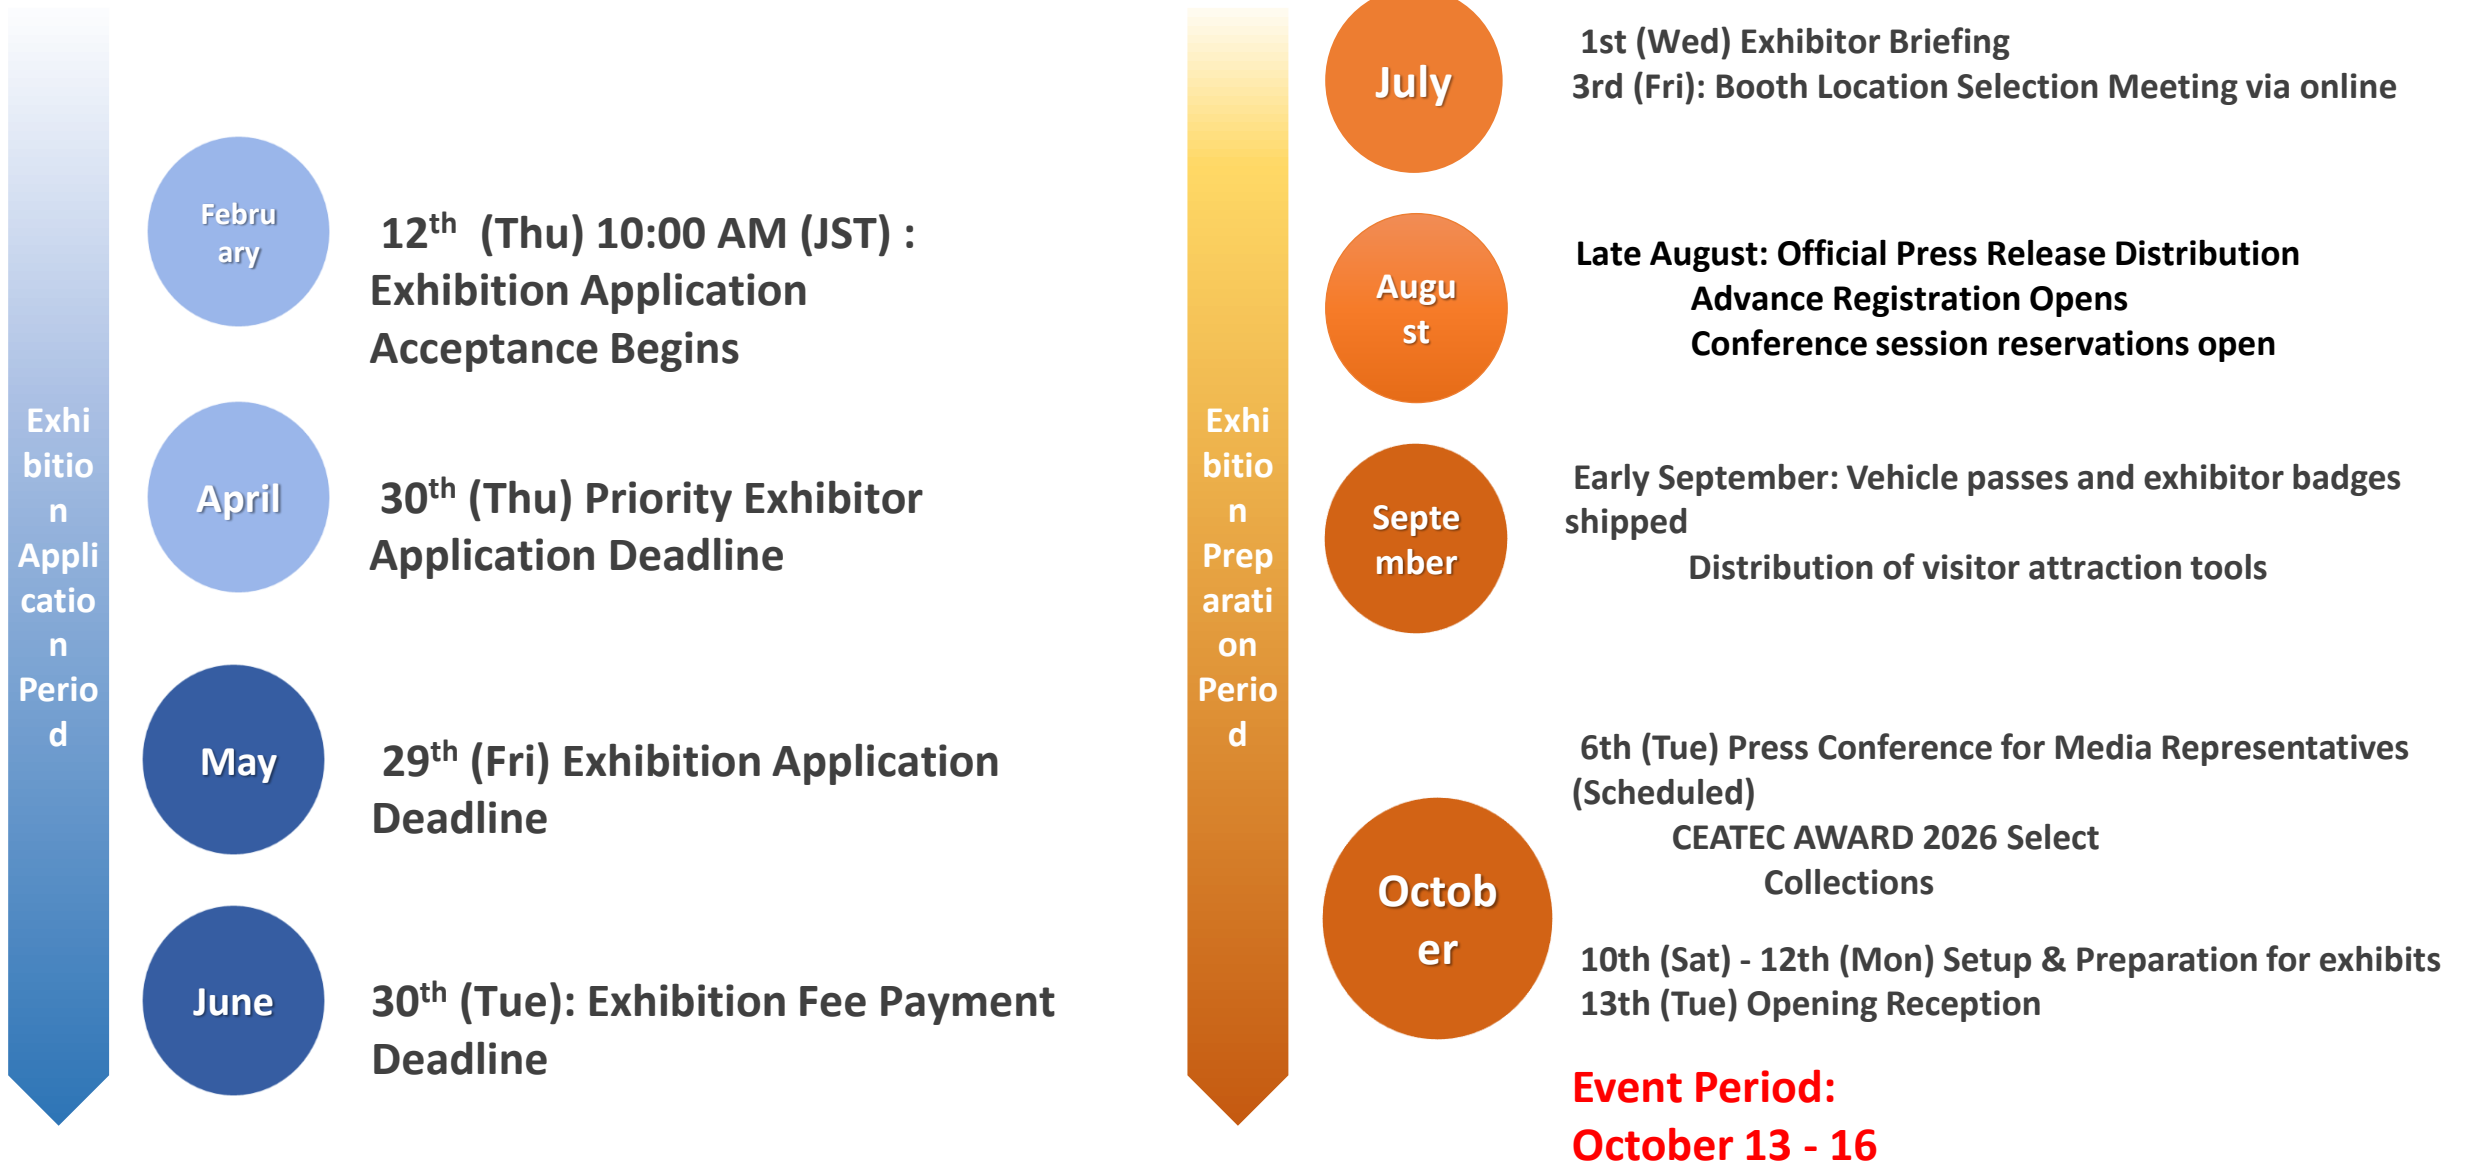 Exhi
bitio
n
Appli
catio
n
Perio
d
Febru
ary
12th (Thu) 10:00 AM (JST) :
Exhibition Application
Acceptance Begins
April
30th (Thu) Priority Exhibitor
Application Deadline
May
29th (Fri) Exhibition Application
Deadline
June
30th (Tue): Exhibition Fee Payment
Deadline
Exhi
bitio
n
Prep
arati
on
Perio
d
July
1st (Wed) Exhibitor Briefing
3rd (Fri): Booth Location Selection Meeting via online
Augu
st
Late August: Official Press Release Distribution
Advance Registration Opens
Conference session reservations open
Septe
mber
Early September: Vehicle passes and exhibitor badges
shipped
Distribution of visitor attraction tools
Octob
er
6th (Tue) Press Conference for Media Representatives
(Scheduled)
CEATEC AWARD 2026 Select
Collections
10th (Sat) - 12th (Mon) Setup & Preparation for exhibits
13th (Tue) Opening Reception
Event Period:
October 13 - 16